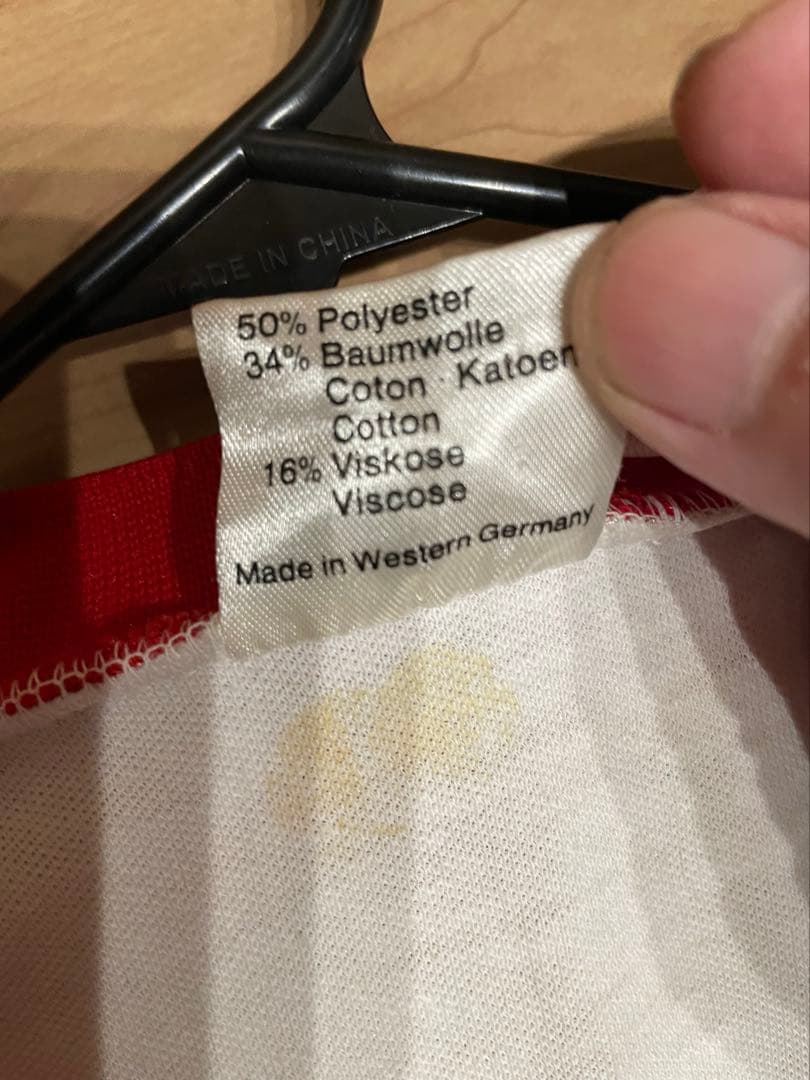 MADE IN CHINA
50% Polyester
34% Baumwolle
Coton · Katoen
Cotton
16% Viskose
Viscose
Made in Western Germany